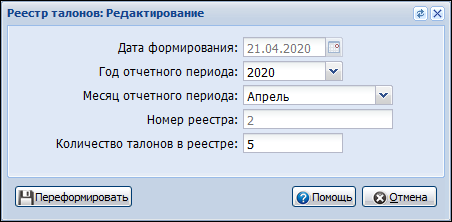 Реестр талонов: Редактирование
Дата формирования: 21.04.2020
Год отчетного периода: 2020
Месяц отчетного периода: Апрель
Номер реестра: 2
Количество талонов в реестре: 5
Переформировать Помощь Отмена